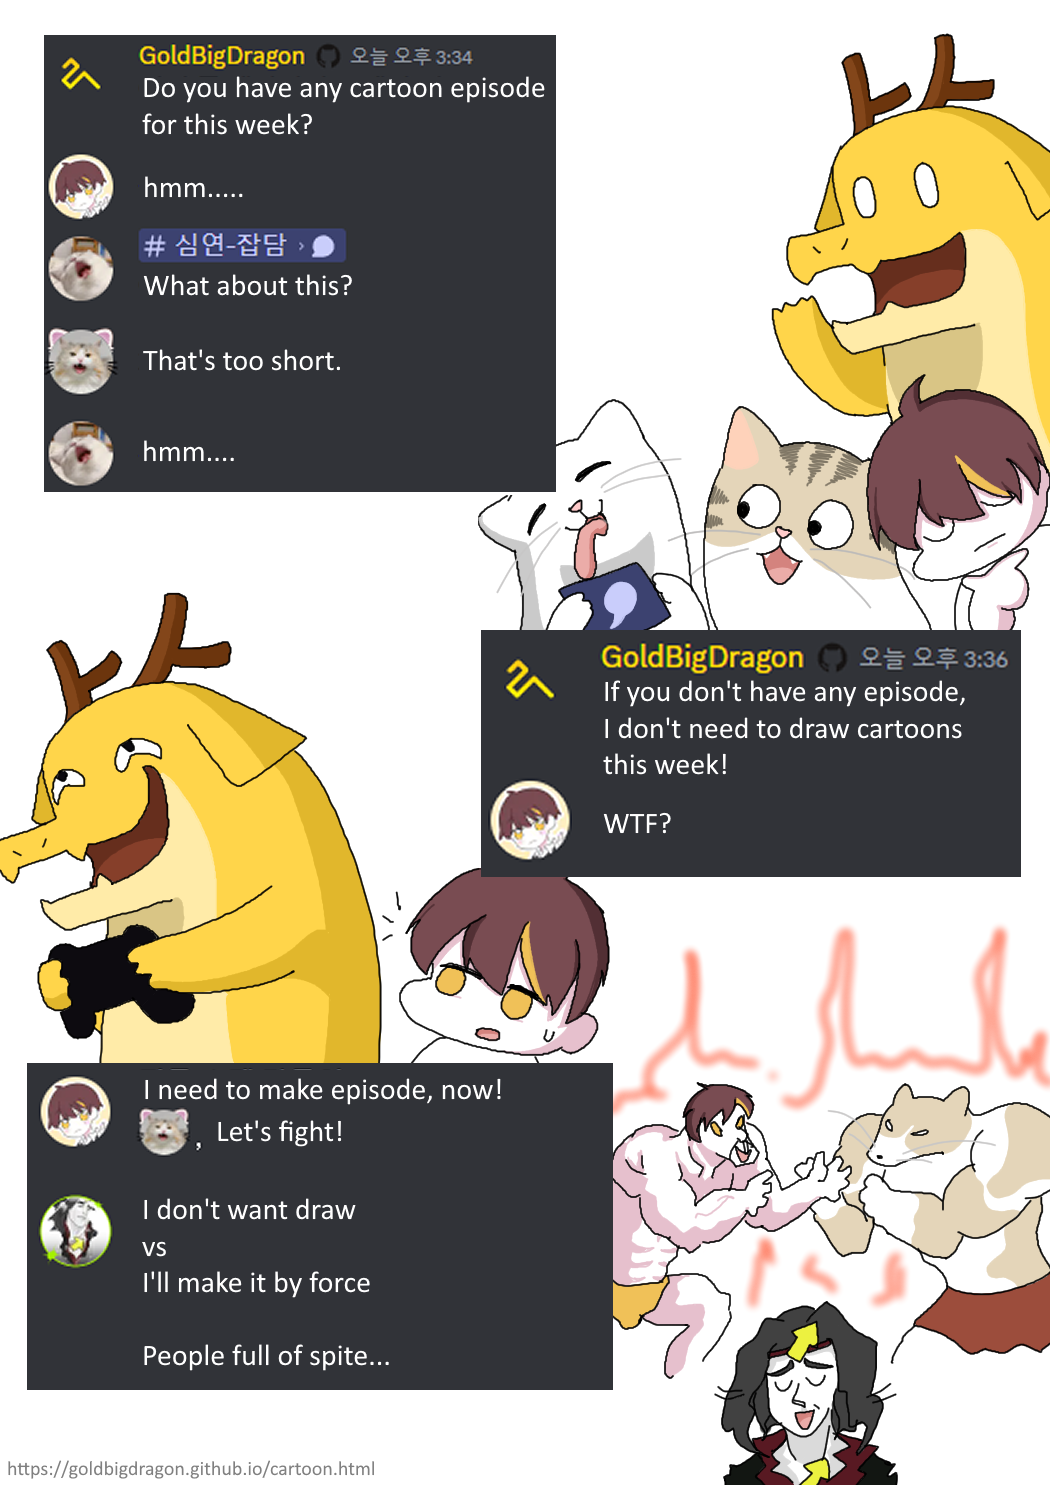 GoldBigDragon 오늘 오후 3:34
Do you have any cartoon episode
for this week?
hmm.....
# 심연-잡담 ›
What about this?
That's too short.
hmm....
GoldBigDragon 오늘 오후 3:36
If you don't have any episode,
I don't need to draw cartoons
this week!
WTF?
I need to make episode, now!
, Let's fight!
I don't want draw
vs
I'll make it by force
People full of spite...
https://goldbigdragon.github.io/cartoon.html